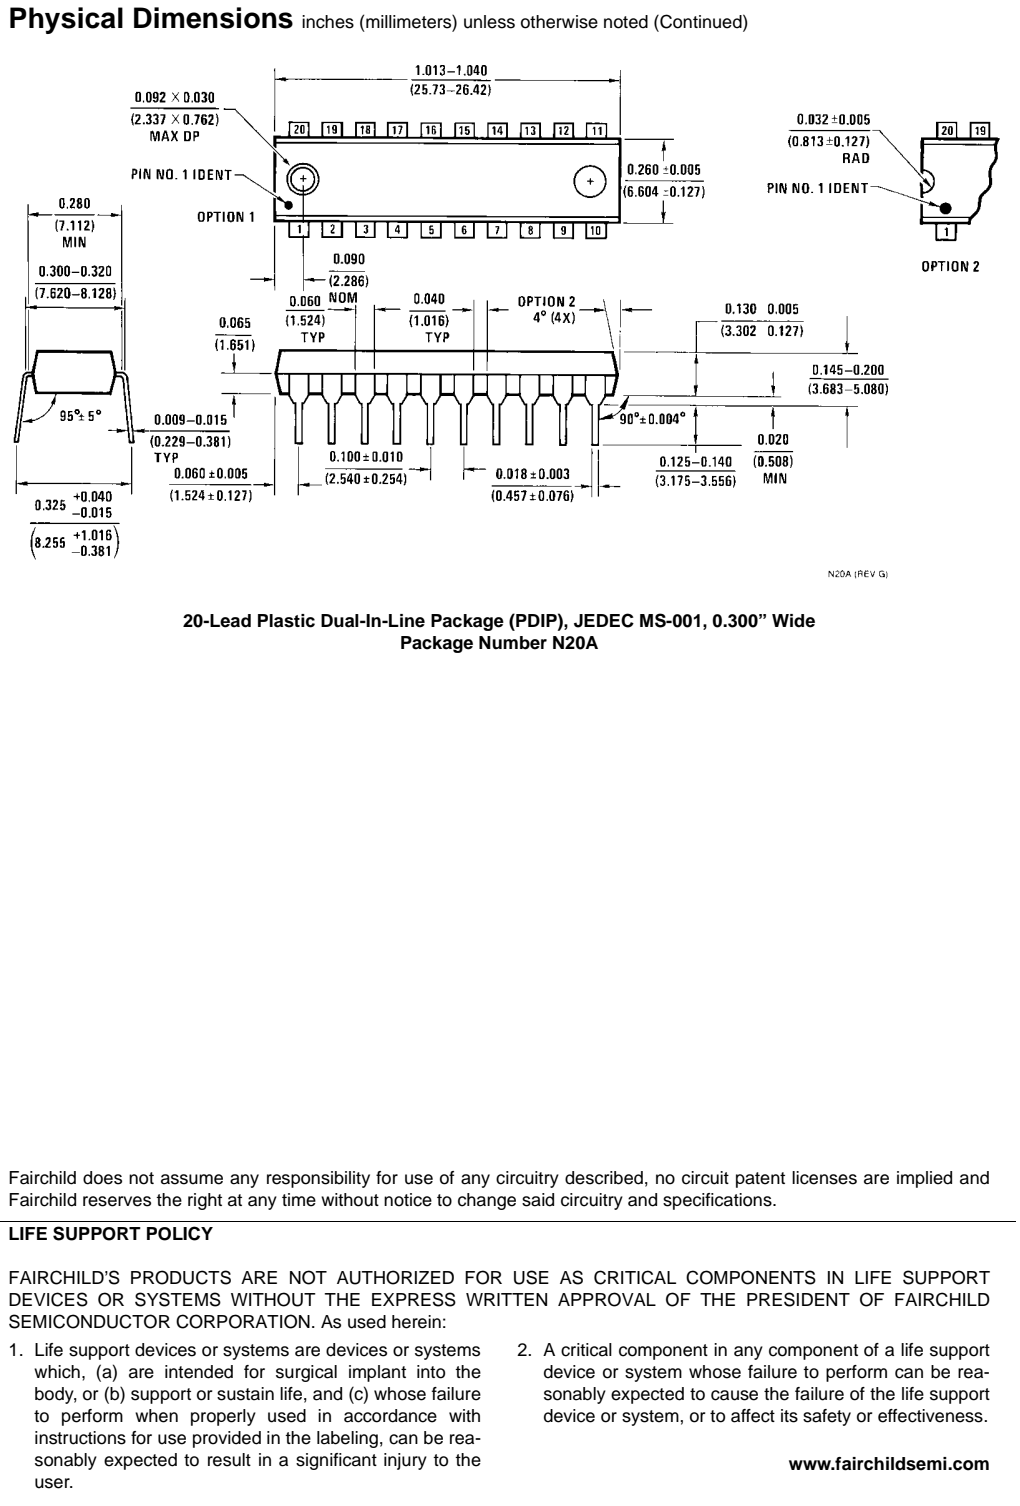 Physical Dimensions inches (millimeters) unless otherwise noted (Continued)
1.013–1.040
(25.73–26.42)
0.092 × 0.030
(2.337 × 0.762)
MAX DP
20 19 18 17 16 15 14 13 12 11
0.032 ±0.005
(0.813 ±0.127)
RAD
20 19
PIN NO. 1 IDENT
0.260 ±0.005
(6.604 ±0.127)
PIN NO. 1 IDENT
OPTION 1
1 2 3 4 5 6 7 8 9 10
1
OPTION 2
0.280
(7.112)
MIN
0.090
(2.286)
NOM
0.300–0.320
(7.620–8.128)
0.060
(1.524)
TYP
0.040
(1.016)
TYP
OPTION 2
4° (4X)
0.130 0.005
(3.302 0.127)
0.065
(1.651)
0.145–0.200
(3.683–5.080)
95°± 5°
0.009–0.015
(0.229–0.381)
TYP
90°±0.004°
0.020
(0.508)
MIN
0.100±0.010
(2.540±0.254)
0.125–0.140
(3.175–3.556)
0.060 ±0.005
(1.524 ±0.127)
0.018 ±0.003
(0.457 ±0.076)
0.325 +0.040
–0.015
(8.255 +1.016
–0.381)
N20A (REV G)
20-Lead Plastic Dual-In-Line Package (PDIP), JEDEC MS-001, 0.300” Wide
Package Number N20A
Fairchild does not assume any responsibility for use of any circuitry described, no circuit patent licenses are implied and
Fairchild reserves the right at any time without notice to change said circuitry and specifications.
LIFE SUPPORT POLICY
FAIRCHILD’S PRODUCTS ARE NOT AUTHORIZED FOR USE AS CRITICAL COMPONENTS IN LIFE SUPPORT
DEVICES OR SYSTEMS WITHOUT THE EXPRESS WRITTEN APPROVAL OF THE PRESIDENT OF FAIRCHILD
SEMICONDUCTOR CORPORATION. As used herein:
1. Life support devices or systems are devices or systems
which, (a) are intended for surgical implant into the
body, or (b) support or sustain life, and (c) whose failure
to perform when properly used in accordance with
instructions for use provided in the labeling, can be rea-
sonably expected to result in a significant injury to the
user.
2. A critical component in any component of a life support
device or system whose failure to perform can be rea-
sonably expected to cause the failure of the life support
device or system, or to affect its safety or effectiveness.
www.fairchildsemi.com